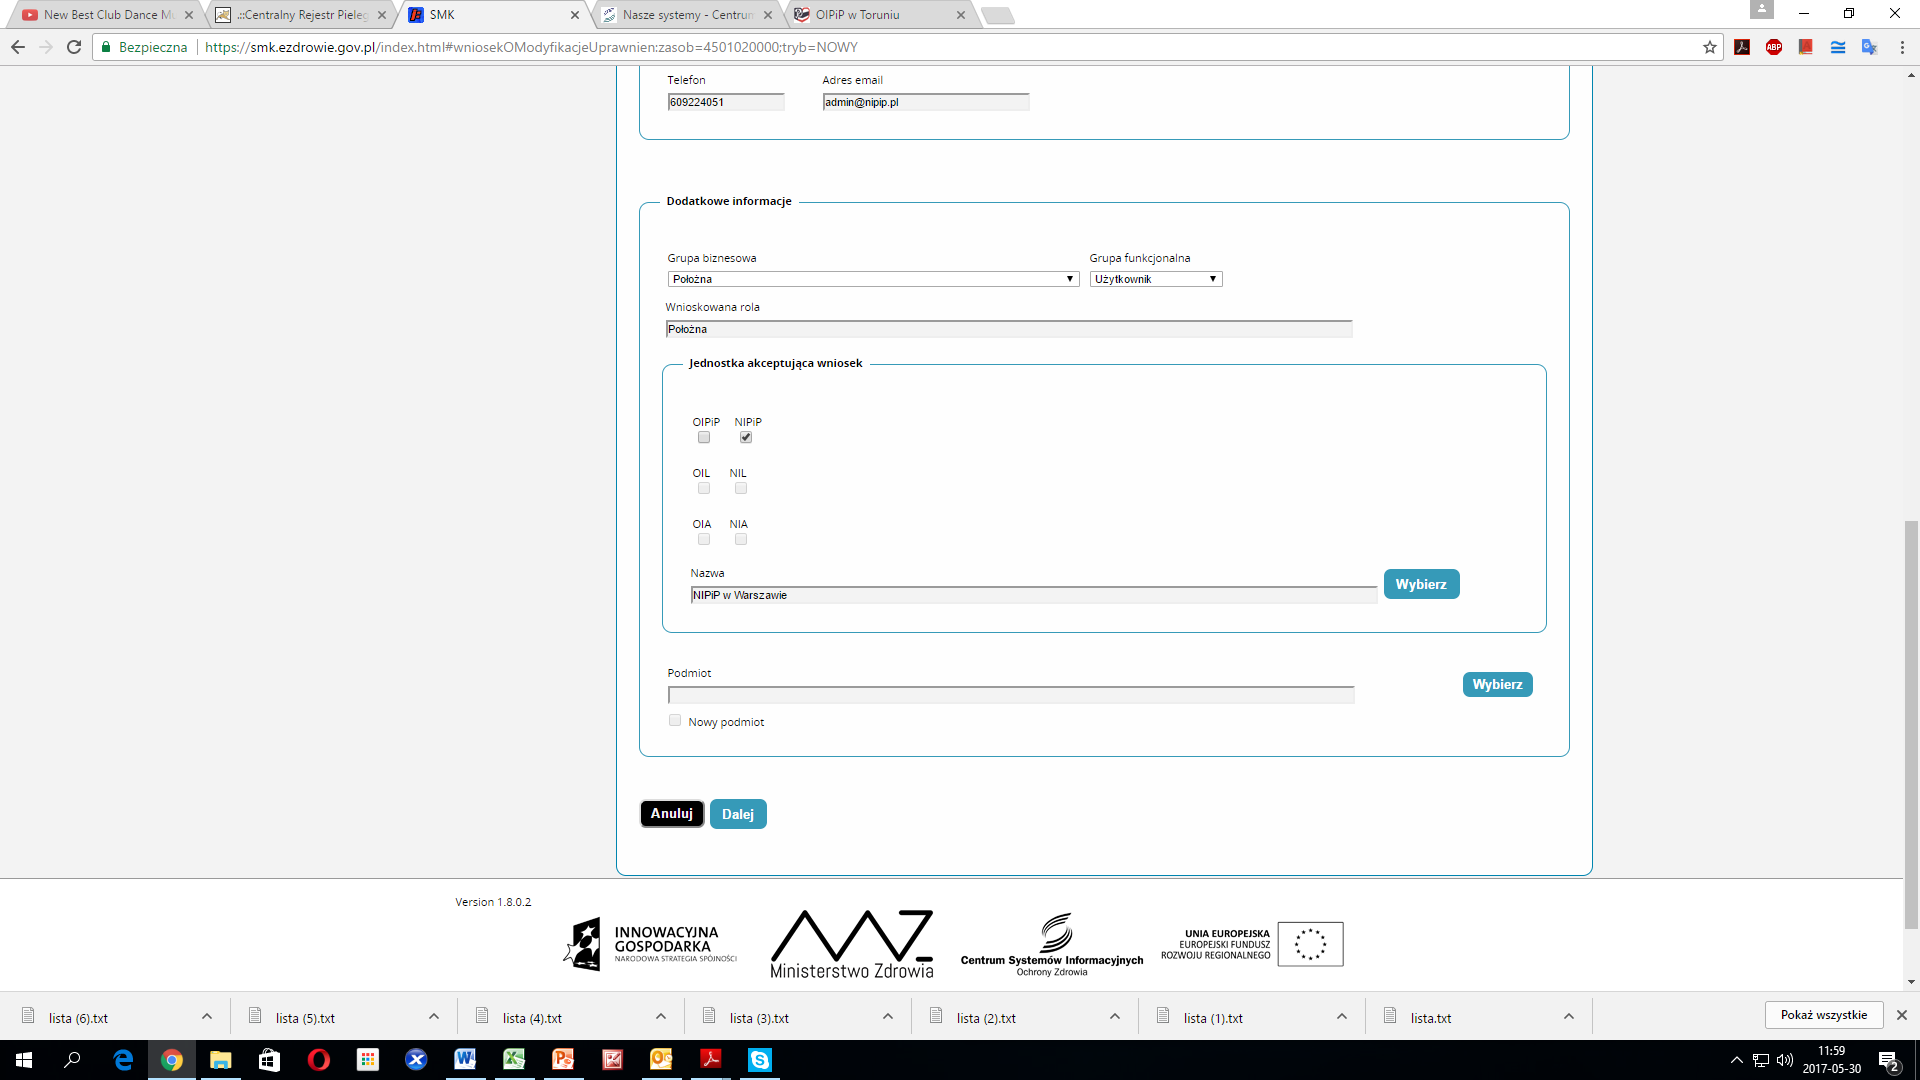 New Best Club Dance Mu
.::Centralny Rejestr Pieleg
SMK
Nasze systemy - Centrum
OIPiP w Toruniu
Bezpieczna
https://smk.ezdrowie.gov.pl/index.html#wniosekOModyfikacjeUprawnien:zasob=4501020000;tryb=NOWY
ABP
Telefon
Adres email
609224051
admin@nipip.pl
Dodatkowe informacje
Grupa biznesowa
Grupa funkcjonalna
Położna
Użytkownik
Wnioskowana rola
Położna
Jednostka akceptująca wniosek
OIPiP NIPiP
OIL NIL
OIA NIA
Nazwa
NIPiP w Warszawie
Wybierz
Podmiot
Wybierz
Nowy podmiot
Anuluj
Dalej
Version 1.8.0.2
INNOWACYJNA
GOSPODARKA
NARODOWA STRATEGIA SPÓJNOŚCI
Ministerstwo Zdrowia
Centrum Systemów Informacyjnych
Ochrony Zdrowia
UNIA EUROPEJSKA
EUROPEJSKI FUNDUSZ
ROZWOJU REGIONALNEGO
lista (6).txt
lista (5).txt
lista (4).txt
lista (3).txt
lista (2).txt
lista (1).txt
lista.txt
Pokaż wszystkie
11:59
2017-05-30
2